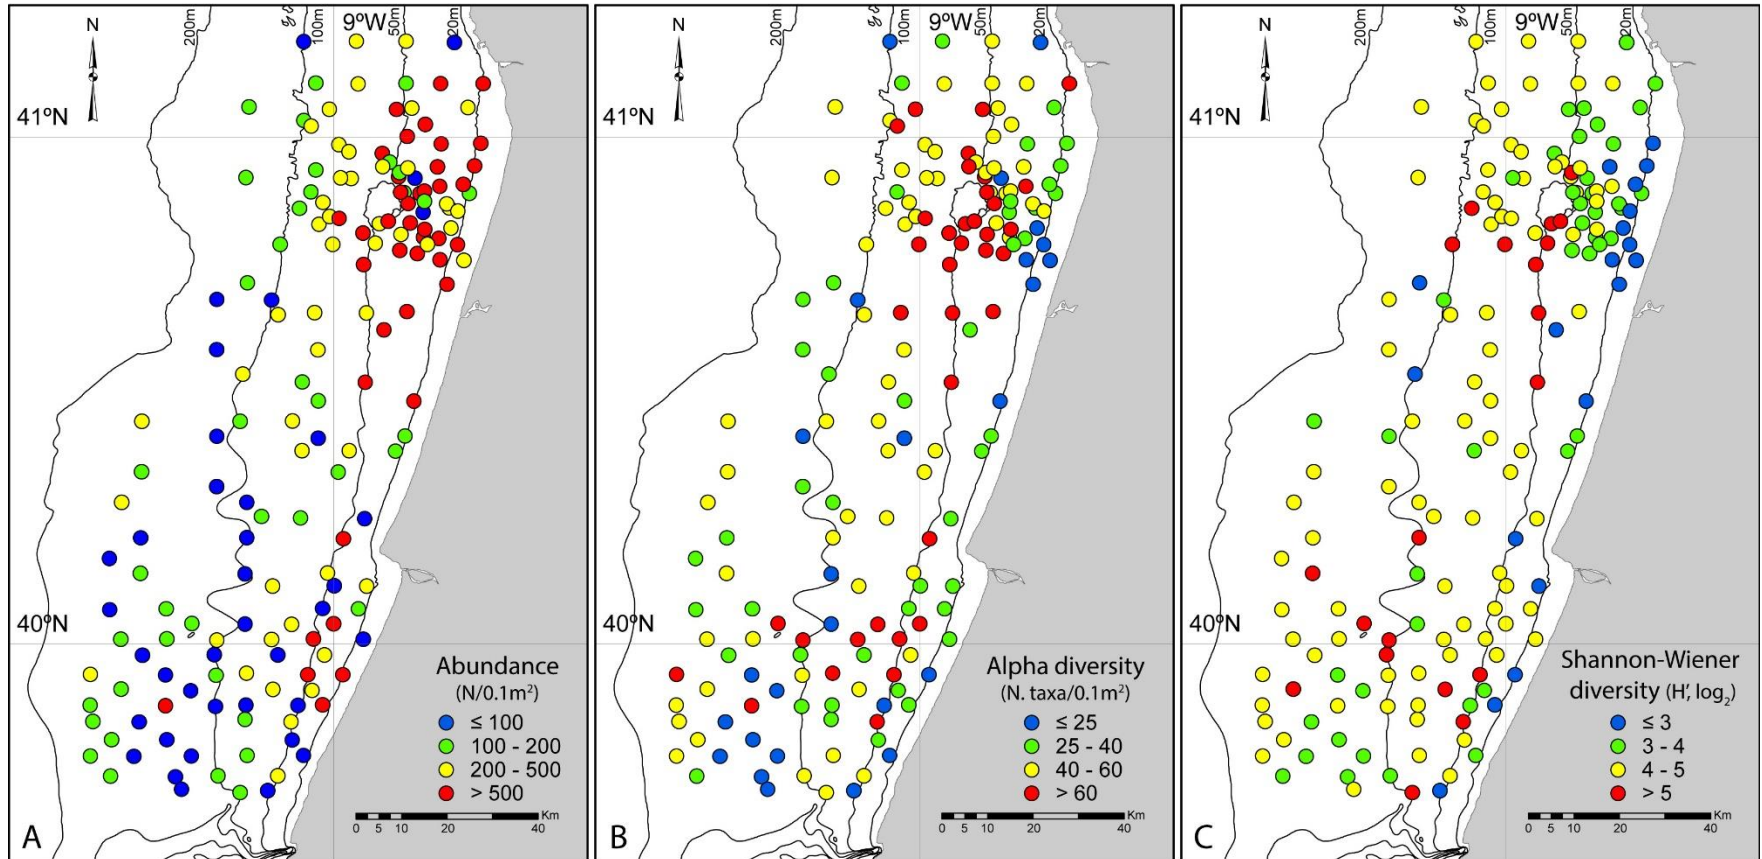 N
200m
100m
9ºW
50m
20m
41ºN
40ºN
Abundance
(N/0.1m²)
≤ 100
100 - 200
200 - 500
> 500
0 5 10 20 40 Km
A
N
200m
100m
9ºW
50m
20m
41ºN
40ºN
Alpha diversity
(N. taxa/0.1m²)
≤ 25
25 - 40
40 - 60
> 60
0 5 10 20 40 Km
B
N
200m
100m
9ºW
50m
20m
41ºN
40ºN
Shannon-Wiener
diversity (H', log₂)
≤ 3
3 - 4
4 - 5
> 5
0 5 10 20 40 Km
C